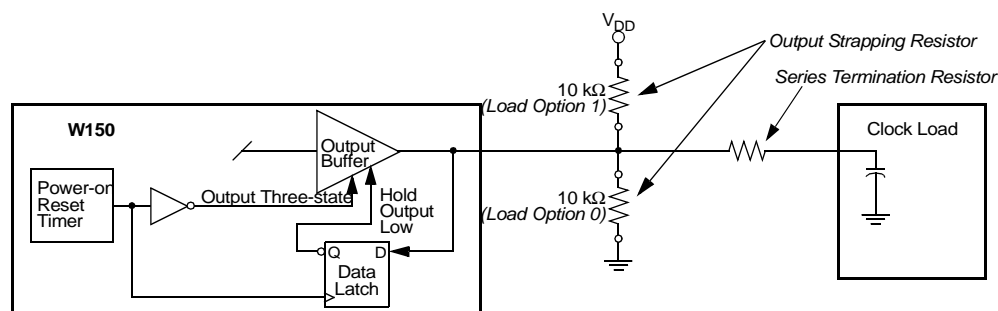 VDD
Output Strapping Resistor
Series Termination Resistor
10 kΩ
(Load Option 1)
W150
Output
Buffer
Clock Load
Power-on
Reset
Timer
Output Three-state
Hold
Output
Low
10 kΩ
(Load Option 0)
Q
D
Data
Latch